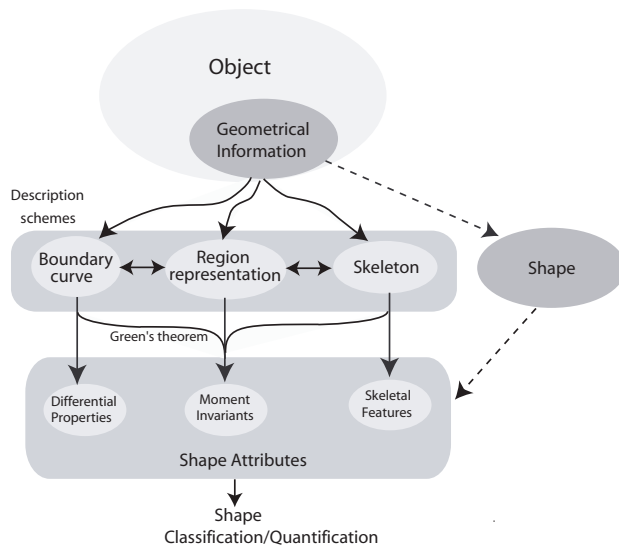 Object
Geometrical
Information
Description
schemes
Boundary
curve
Region
representation
Skeleton
Shape
Green's theorem
Differential
Properties
Moment
Invariants
Skeletal
Features
Shape Attributes
Shape
Classification/Quantification